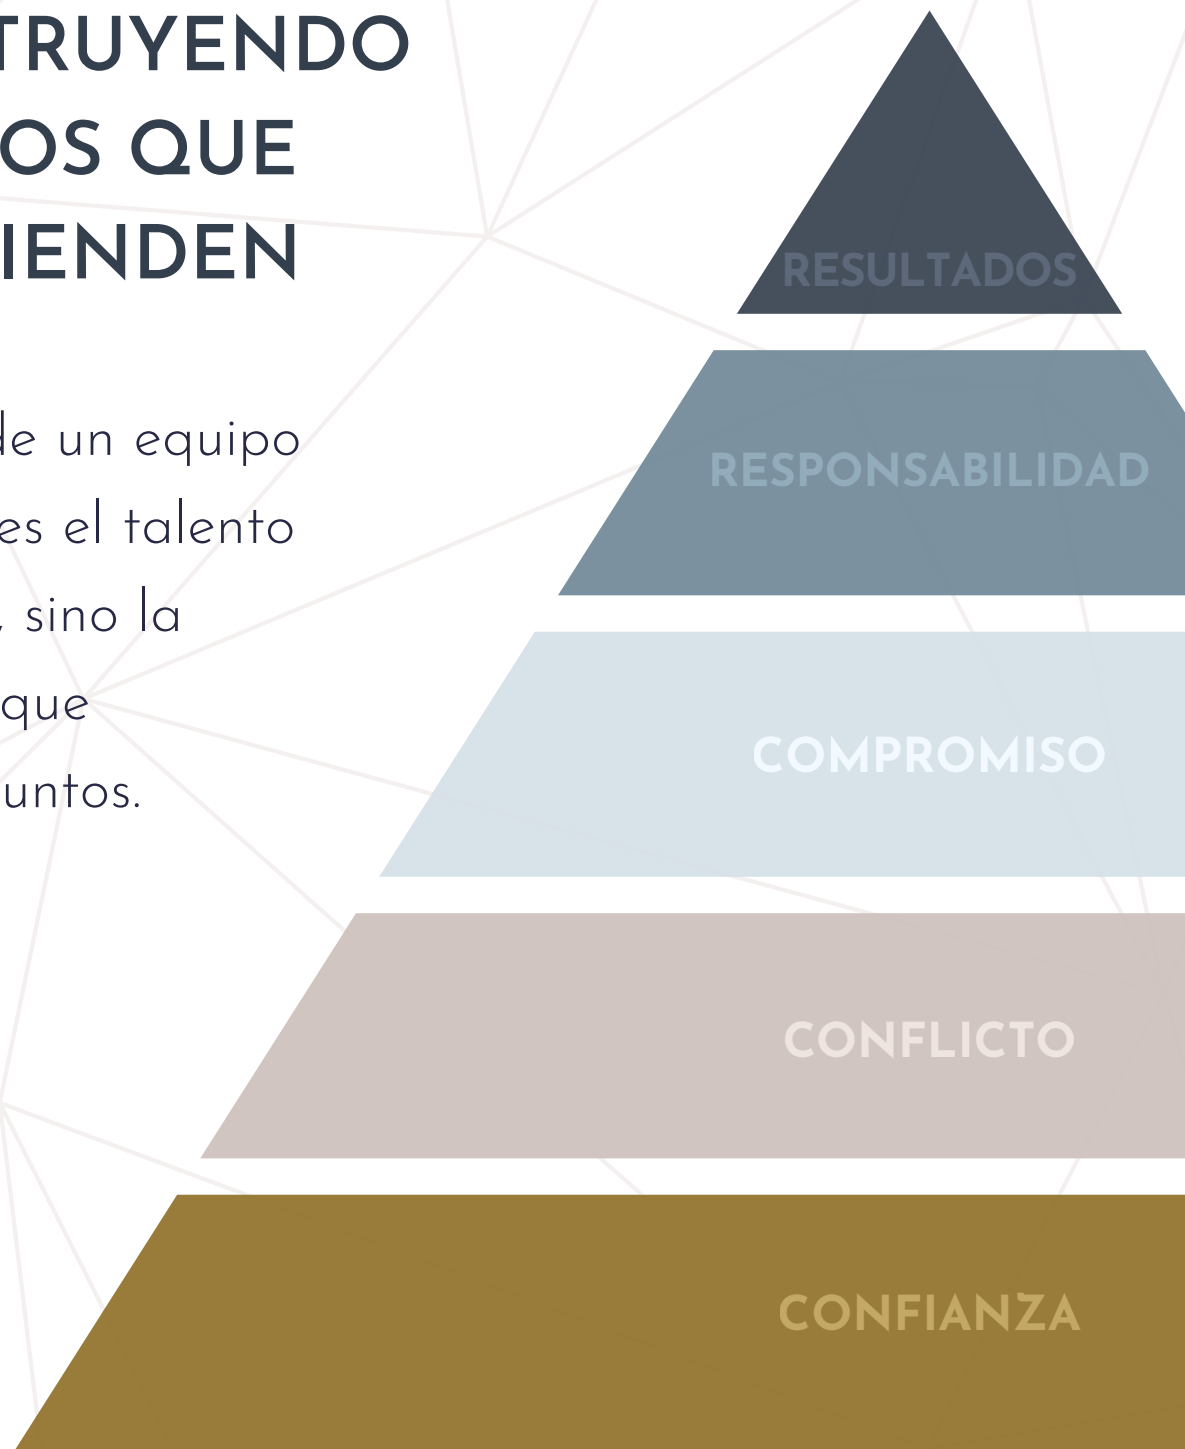 TRUYENDO
OS QUE
IENDEN
de un equipo
es el talento
, sino la
que
untos.
RESULTADOS
RESPONSABILIDAD
COMPROMISO
CONFLICTO
CONFIANZA